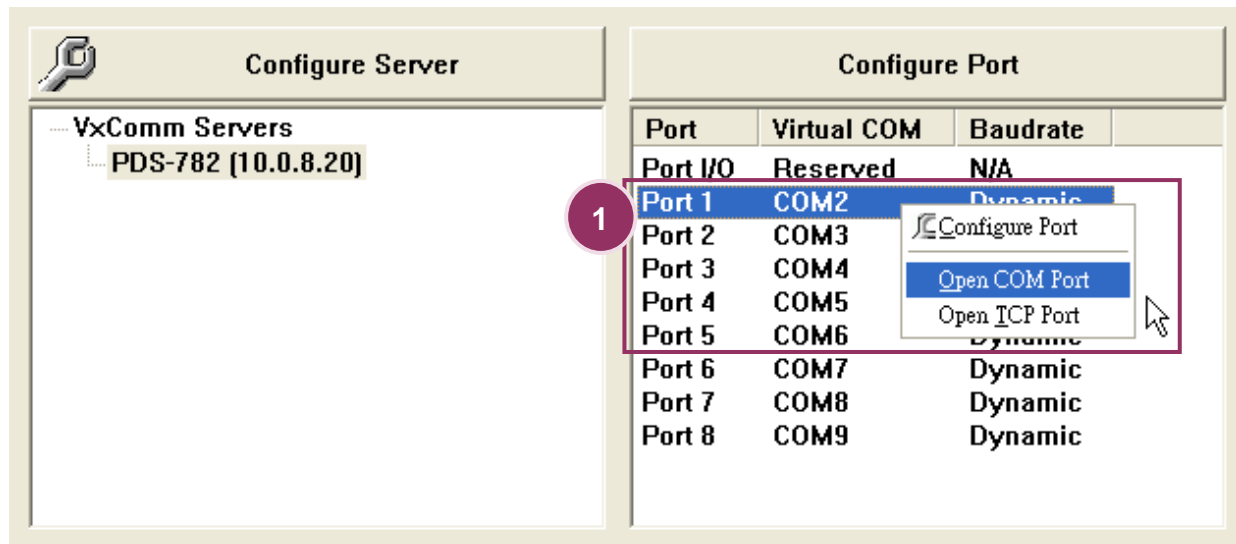 Configure Server
Configure Port
VxComm Servers
PDS-782 (10.0.8.20)
Port Virtual COM Baudrate
Port I/O Reserved N/A
1
Port 1 COM2 Dynamic
Port 2 COM3
Port 3 COM4
Port 4 COM5
Port 5 COM6 Dynamic
Port 6 COM7 Dynamic
Port 7 COM8 Dynamic
Port 8 COM9 Dynamic
Configure Port
Open COM Port
Open TCP Port